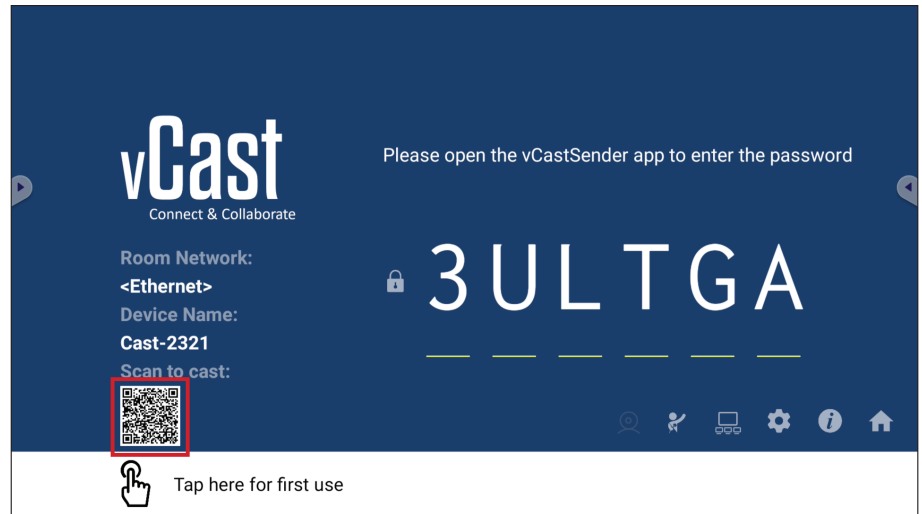 vCast
Connect & Collaborate
Please open the vCastSender app to enter the password
Room Network:
<Ethernet>
Device Name:
Cast-2321
Scan to cast:
3ULTGA
Tap here for first use